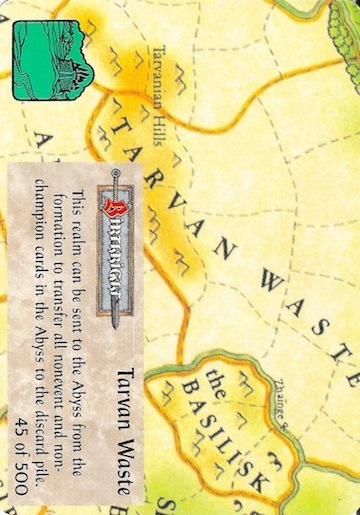 Tarvanian Hills
TARVAN WASTE
A
the
BASILISK
Zhainge R
BIRTHRIGHT
Tarvan Waste
This realm can be sent to the Abyss from the
formation to transfer all nonevent and non-
champion cards in the Abyss to the discard pile.
45 of 500